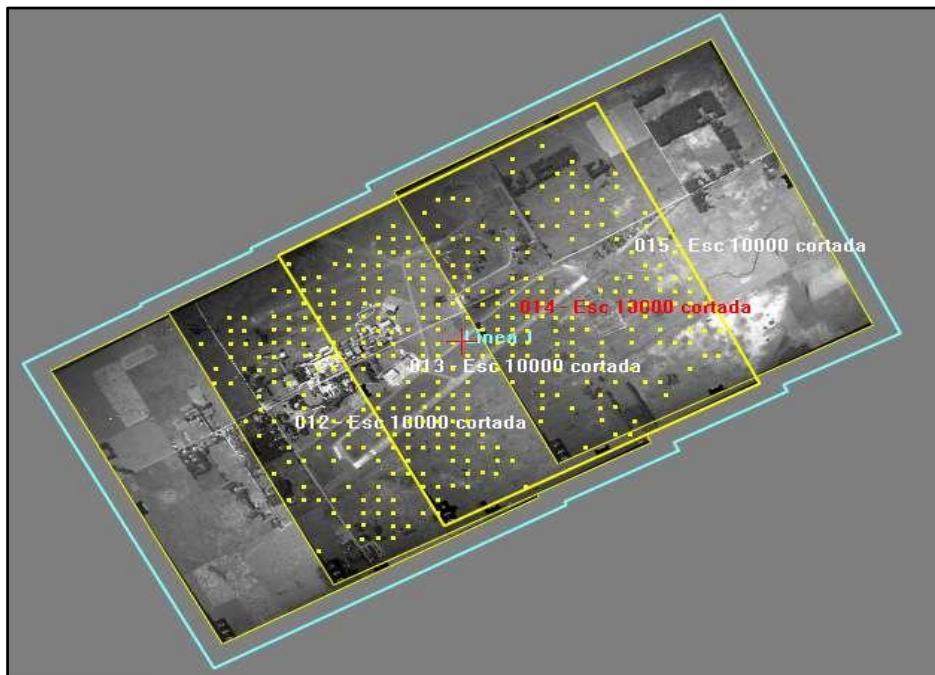 015 - Esc 10000 cortada
014 - Esc 10000 cortada
Linea 1
013 - Esc 10000 cortada
012 - Esc 10000 cortada